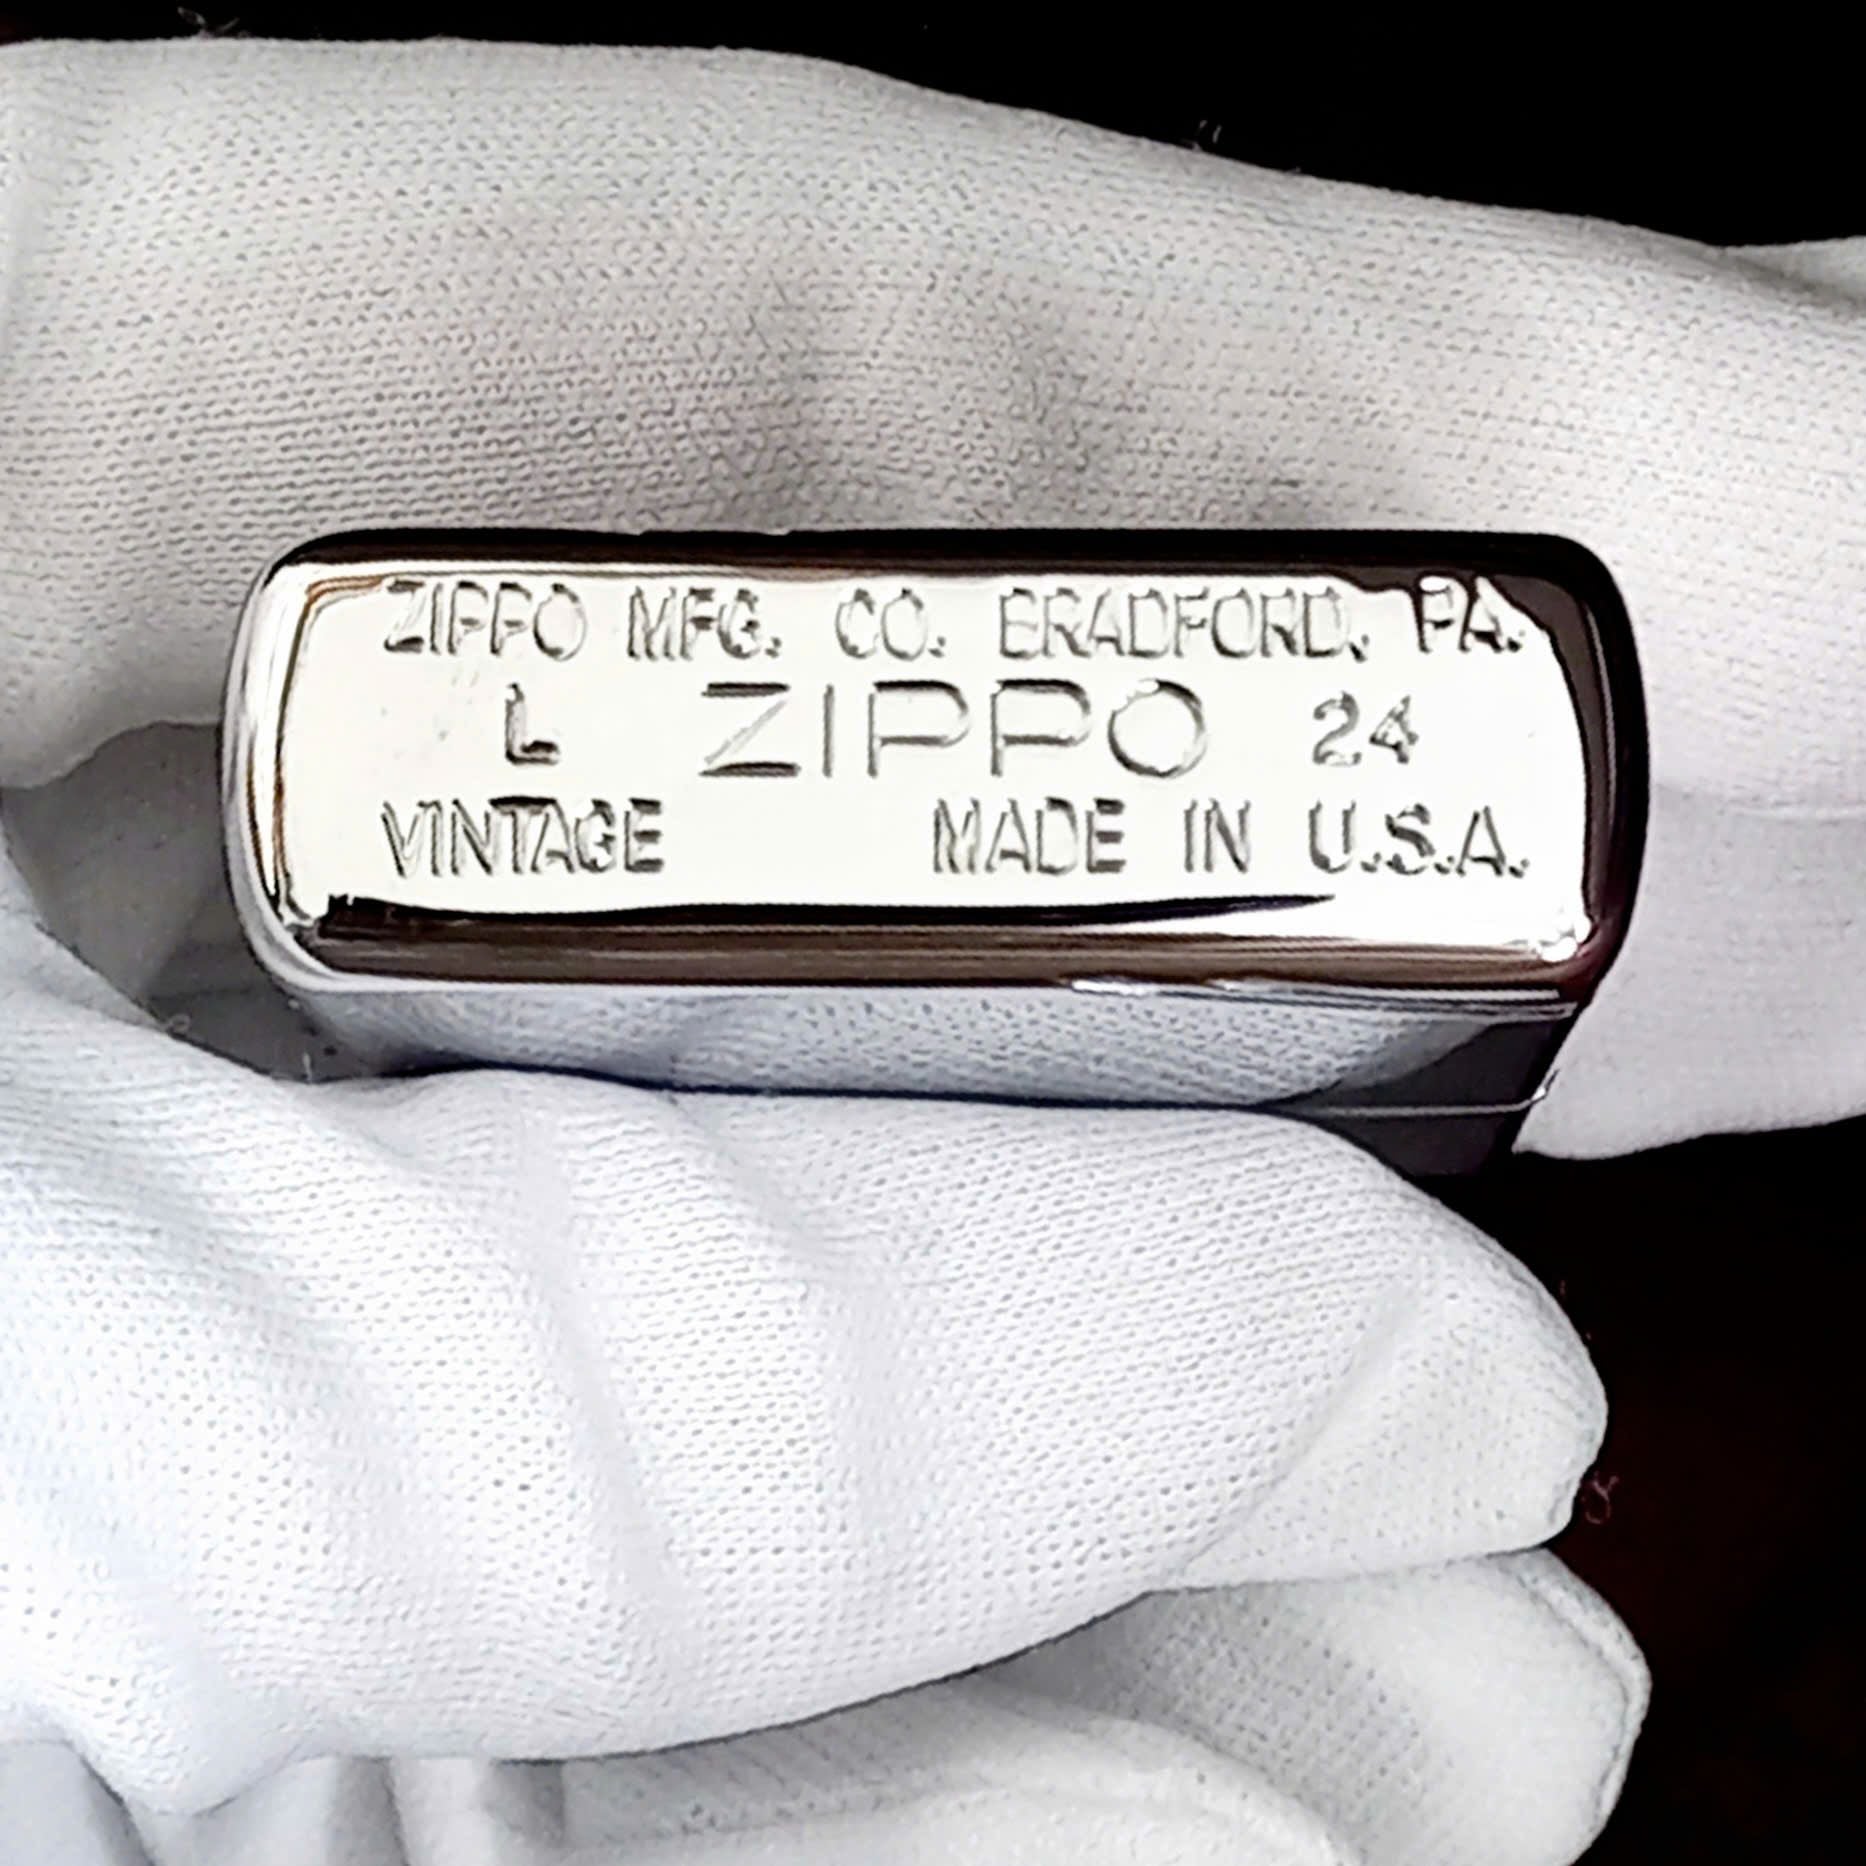 ZIPPO MFG. CO. BRADFORD, PA.
L ZIPPO 24
VINTAGE MADE IN U.S.A.